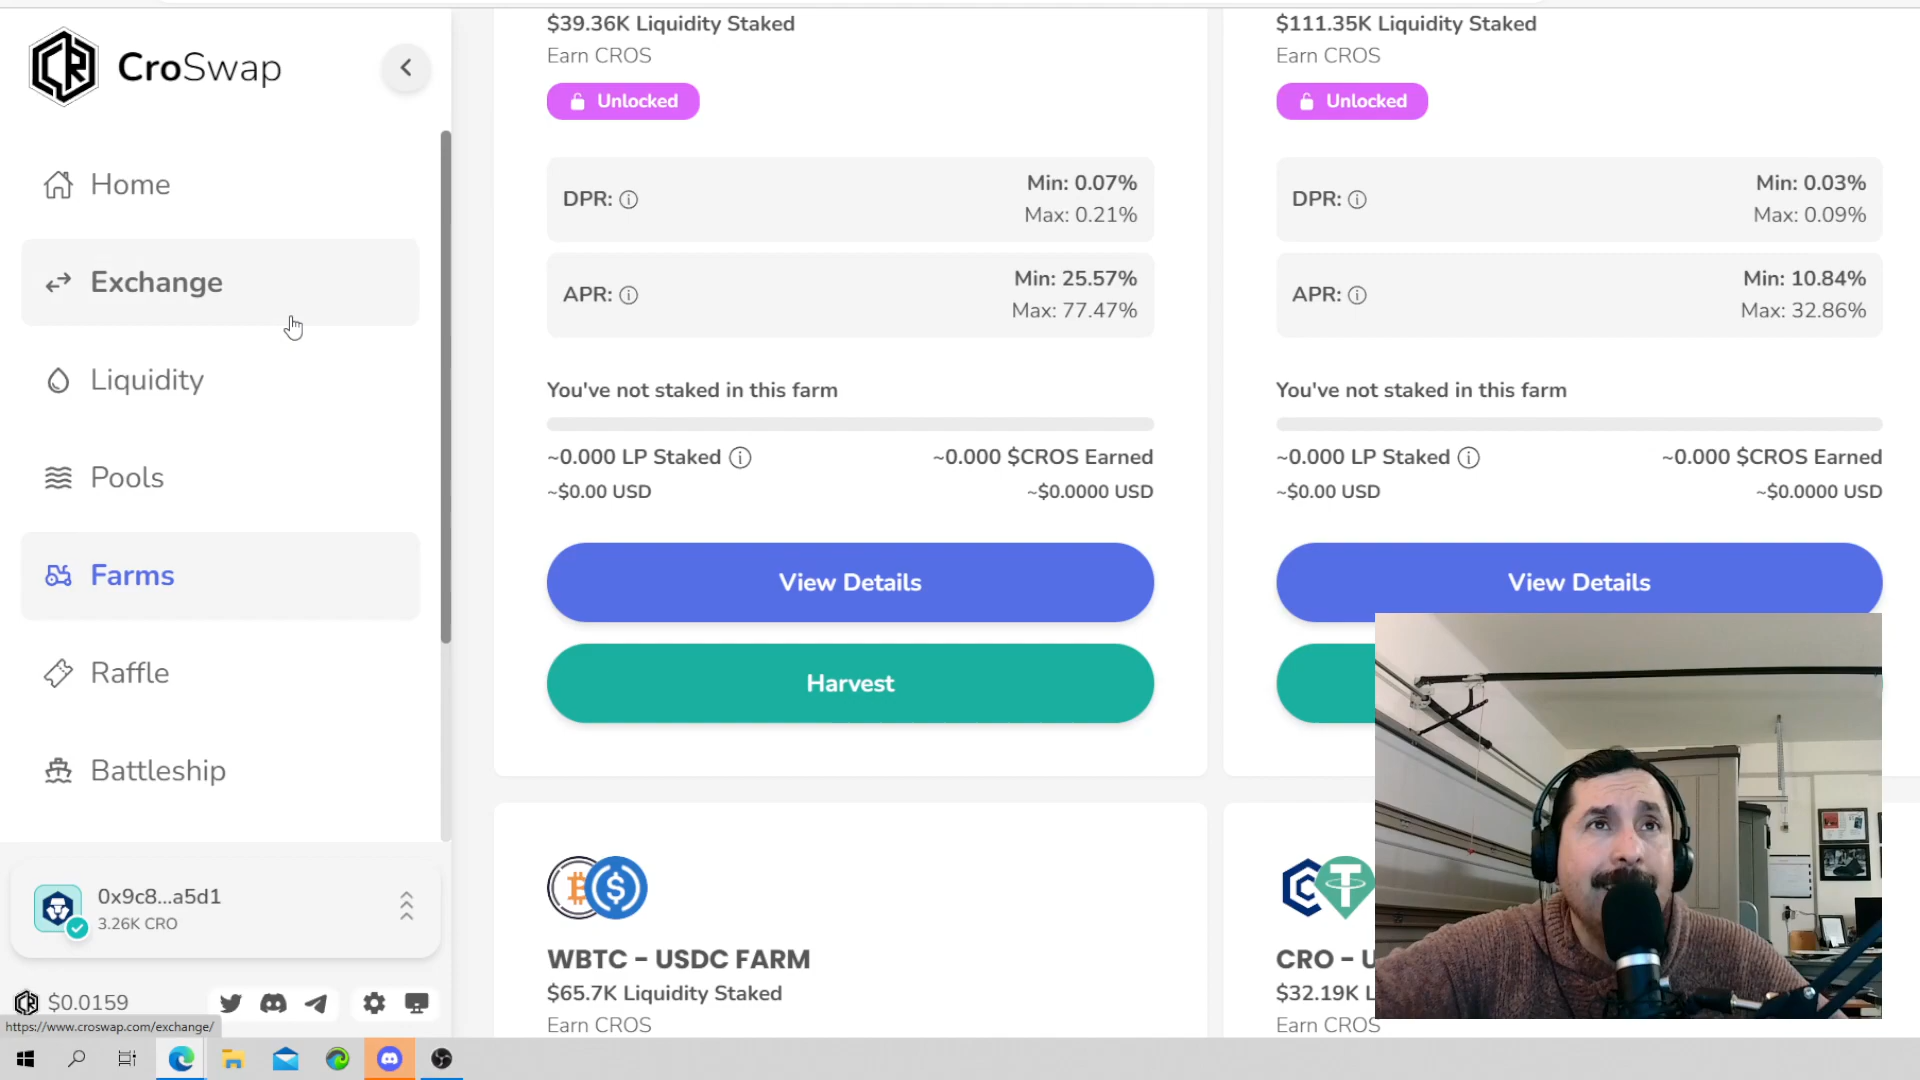 CroSwap
Home
Exchange
Liquidity
Pools
Farms
Raffle
Battleship
0x9c8...a5d1
3.26K CRO
$0.0159
https://www.croswap.com/exchange/
$39.36K Liquidity Staked
Earn CROS
Unlocked
DPR:
Min: 0.07%
Max: 0.21%
APR:
Min: 25.57%
Max: 77.47%
You've not staked in this farm
~0.000 LP Staked
~0.000 $CROS Earned
~$0.00 USD
~$0.0000 USD
View Details
Harvest
$111.35K Liquidity Staked
Earn CROS
Unlocked
DPR:
Min: 0.03%
Max: 0.09%
APR:
Min: 10.84%
Max: 32.86%
You've not staked in this farm
~0.000 LP Staked
~0.000 $CROS Earned
~$0.00 USD
~$0.0000 USD
View Details
WBTC - USDC FARM
$65.7K Liquidity Staked
Earn CROS
CRO - U
$32.19K L
Earn CROS